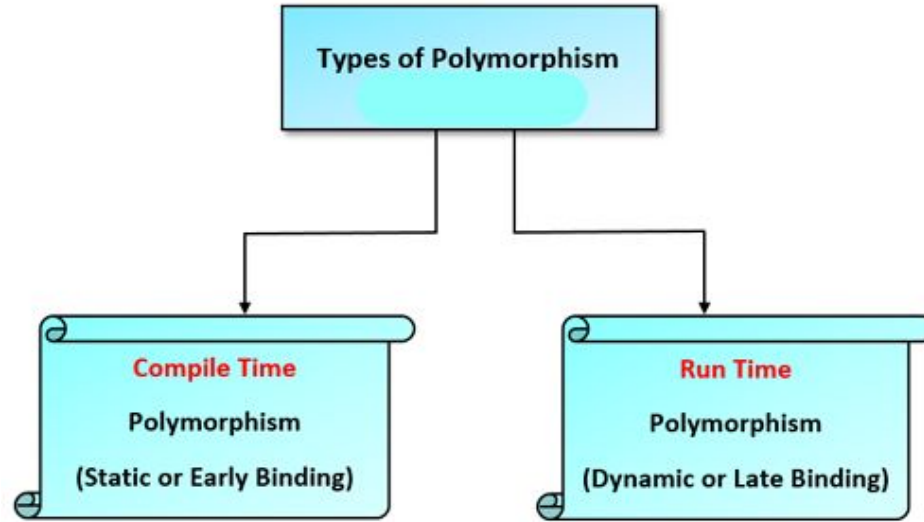 Types of Polymorphism
Compile Time
Polymorphism
(Static or Early Binding)
Run Time
Polymorphism
(Dynamic or Late Binding)